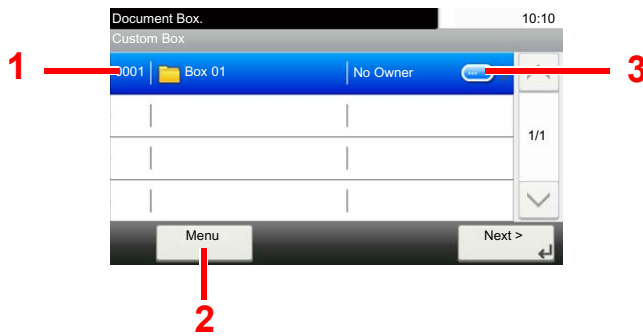 Document Box. 10:10
Custom Box
1 0001 Box 01 No Owner ... 3
1/1
Menu Next >
2